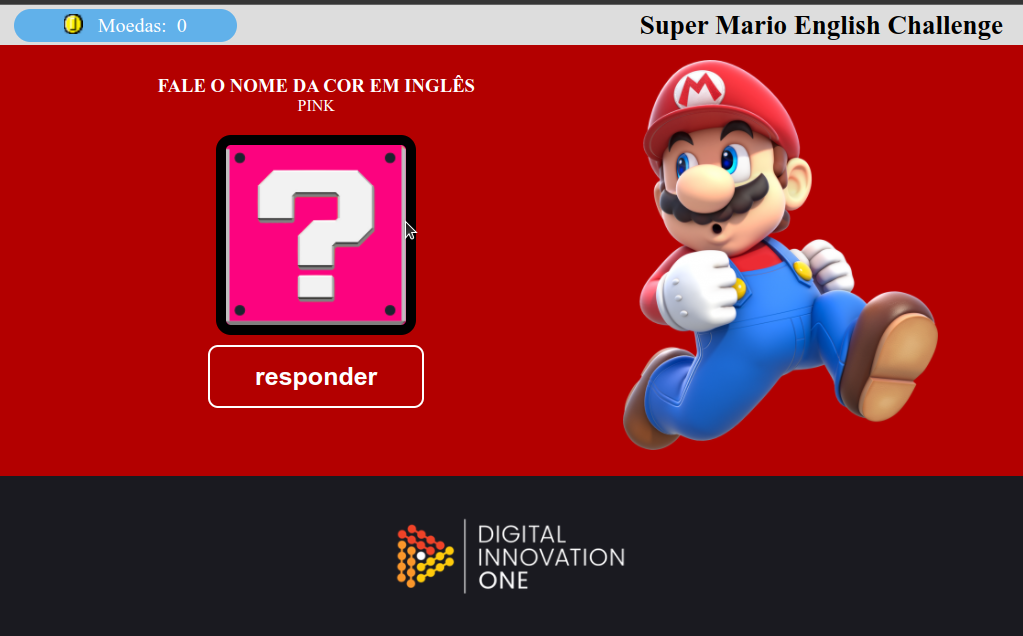 Moedas: 0
Super Mario English Challenge
FALE O NOME DA COR EM INGLÊS
PINK
?
M
responder
DIGITAL
INNOVATION
ONE